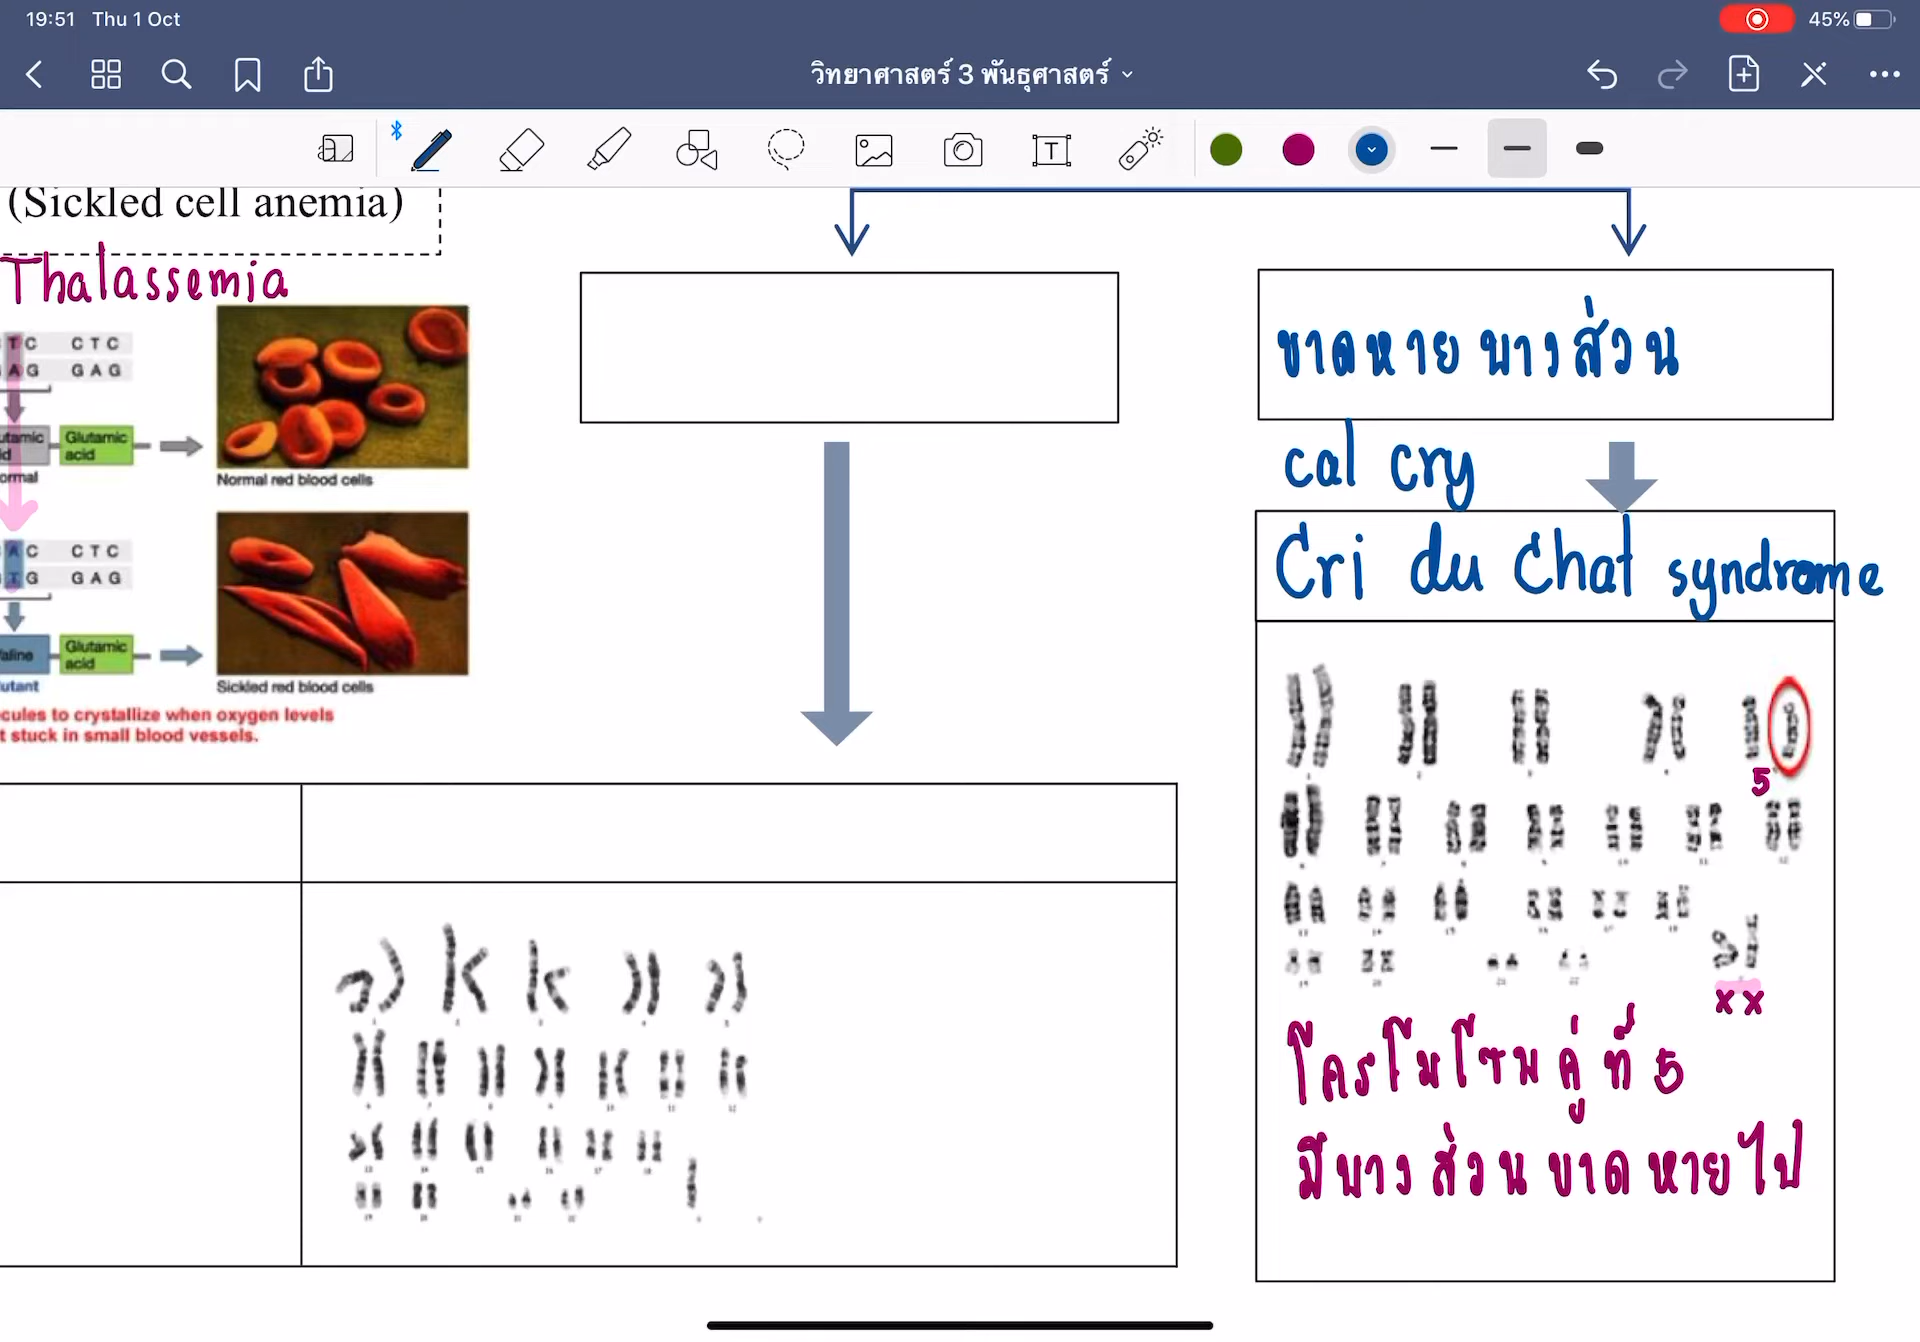 19:51 Thu 1 Oct
45%
วิทยาศาสตร์ 3 พันธุศาสตร์
(Sickled cell anemia)
Thalassemia
T C CTC
A G GAG
Glutamic
acid
Normal red blood cells
A C CTC
T G GAG
Glutamic
acid
Sickled red blood cells
cules to crystallize when oxygen levels
t stuck in small blood vessels.
ขาดหาย บางส่วน
cat cry
Cri du Chat syndrome
5
x x
โครโมโซม คู่ ที่ 5
มีบาง ส่วน ขาด หายไป